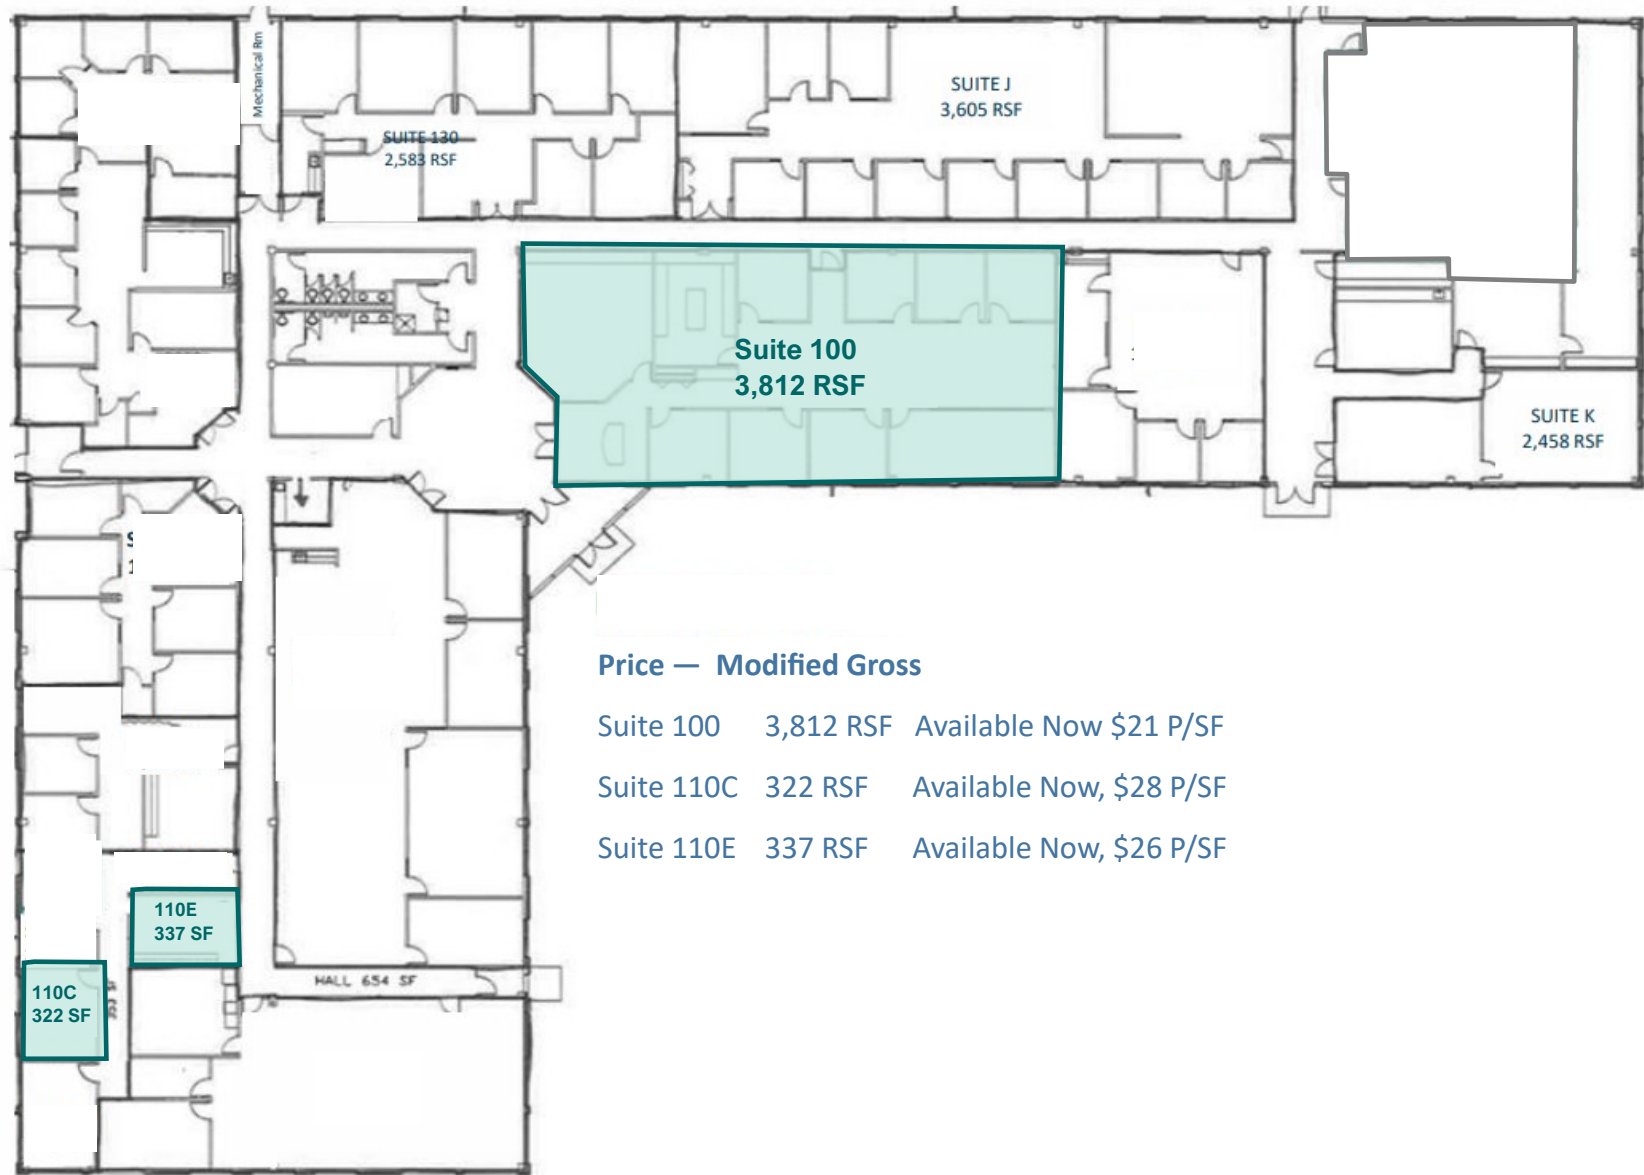 Mechanical Rm
SUITE 130
2,583 RSF
SUITE J
3,605 RSF
Suite 100
3,812 RSF
SUITE K
2,458 RSF
Price — Modified Gross
Suite 100 3,812 RSF Available Now $21 P/SF
Suite 110C 322 RSF Available Now, $28 P/SF
Suite 110E 337 RSF Available Now, $26 P/SF
110E
337 SF
110C
322 SF
HALL 654 SF